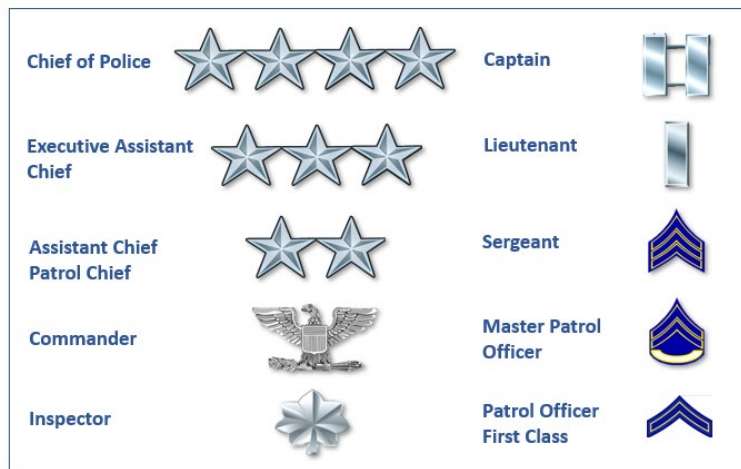 Chief of Police
Executive Assistant
Chief
Assistant Chief
Patrol Chief
Commander
Inspector
Captain
Lieutenant
Sergeant
Master Patrol
Officer
Patrol Officer
First Class